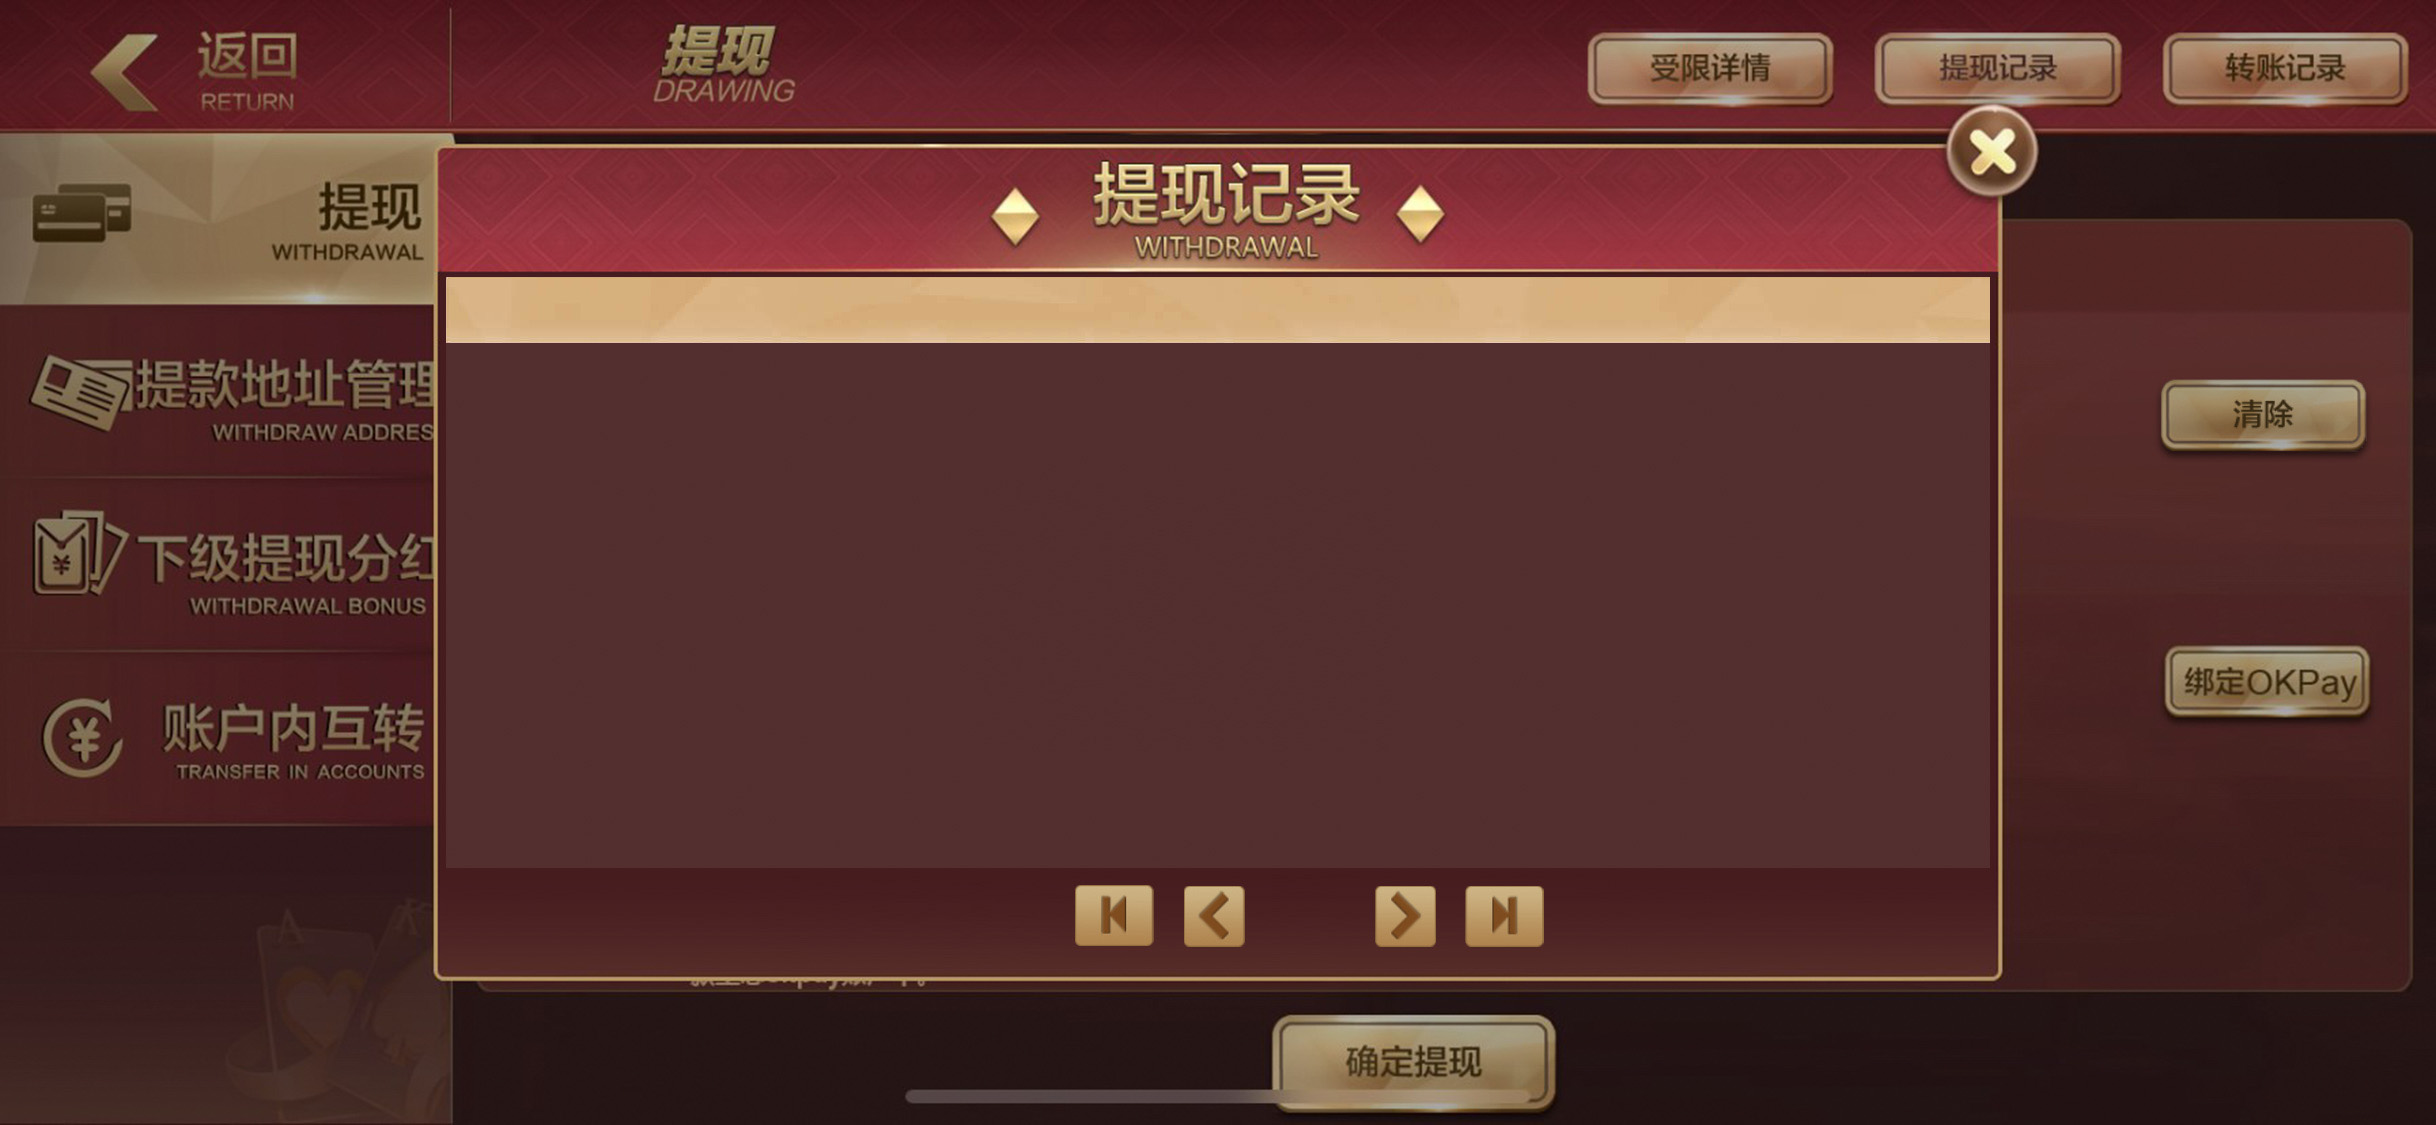 返回
RETURN
提现
DRAWING
受限详情
提现记录
转账记录
提现
WITHDRAWAL
提款地址管理
WITHDRAW ADDRES
下级提现分红
WITHDRAWAL BONUS
账户内互转
TRANSFER IN ACCOUNTS
提现记录
WITHDRAWAL
清除
绑定OKPay
确定提现